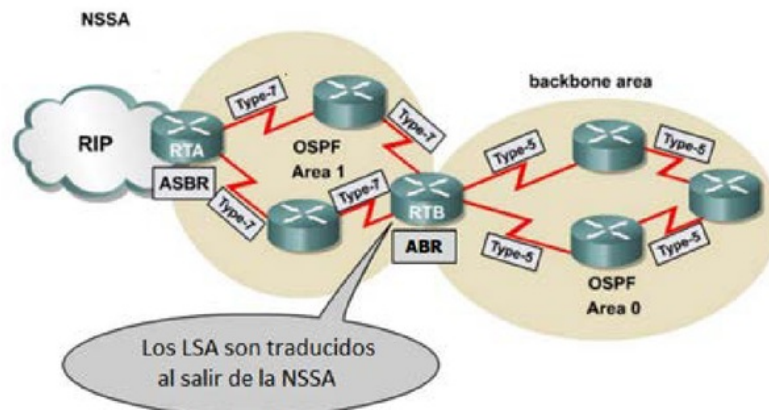 NSSA
backbone area
Type-7
Type-7
RIP
RTA
OSPF
Area 1
Type-5
Type-5
ASBR
Type-7
Type-7
RTB
ABR
Type-5
Type-5
OSPF
Area 0
Los LSA son traducidos
al salir de la NSSA